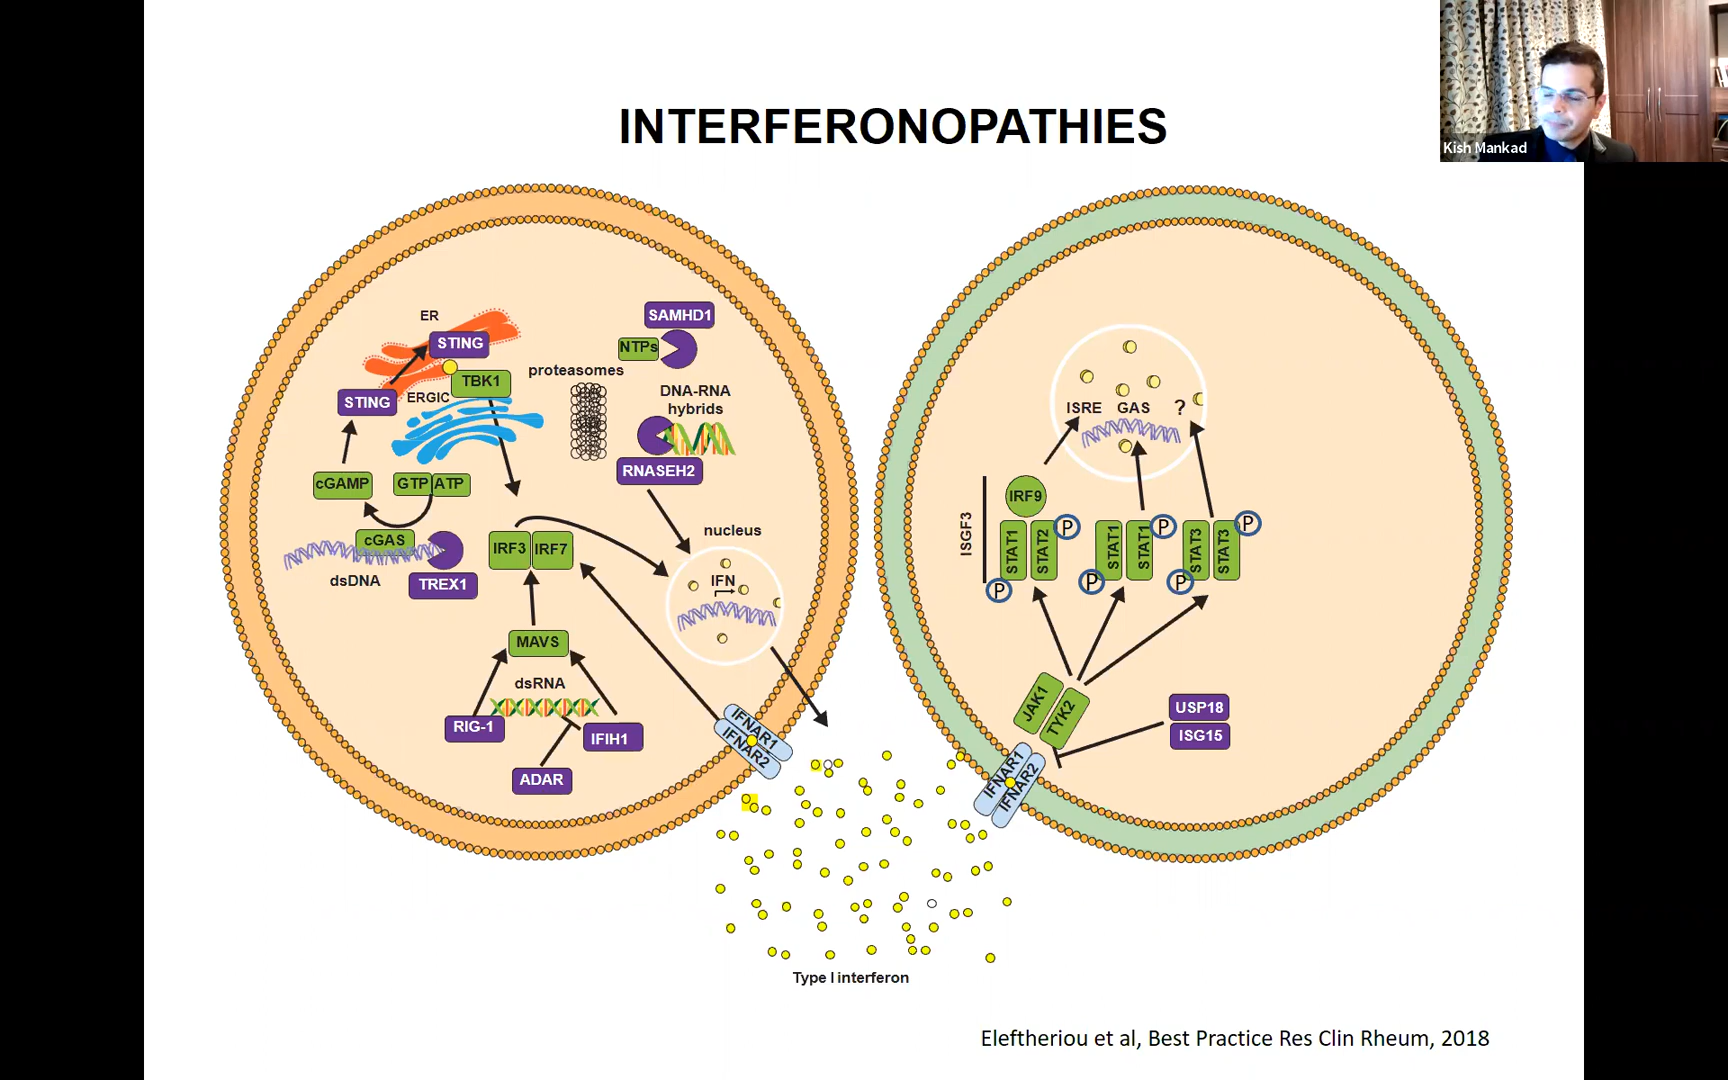 INTERFERONOPATHIES
Kish Mankad
ER
STING
TBK1
STING
ERGIC
cGAMP
GTP ATP
cGAS
dsDNA
TREX1
proteasomes
SAMHD1
NTPs
DNA-RNA
hybrids
RNASEH2
nucleus
IFN
IRF3 IRF7
MAVS
dsRNA
RIG-1
IFIH1
ADAR
IFNAR1
IFNAR2
Type I interferon
ISRE GAS ?
ISGF3
IRF9
STAT1 STAT2 P
P
STAT1 STAT1 P
P
STAT3 STAT3 P
P
JAK1
TYK2
USP18
ISG15
IFNAR1
IFNAR2
Eleftheriou et al, Best Practice Res Clin Rheum, 2018